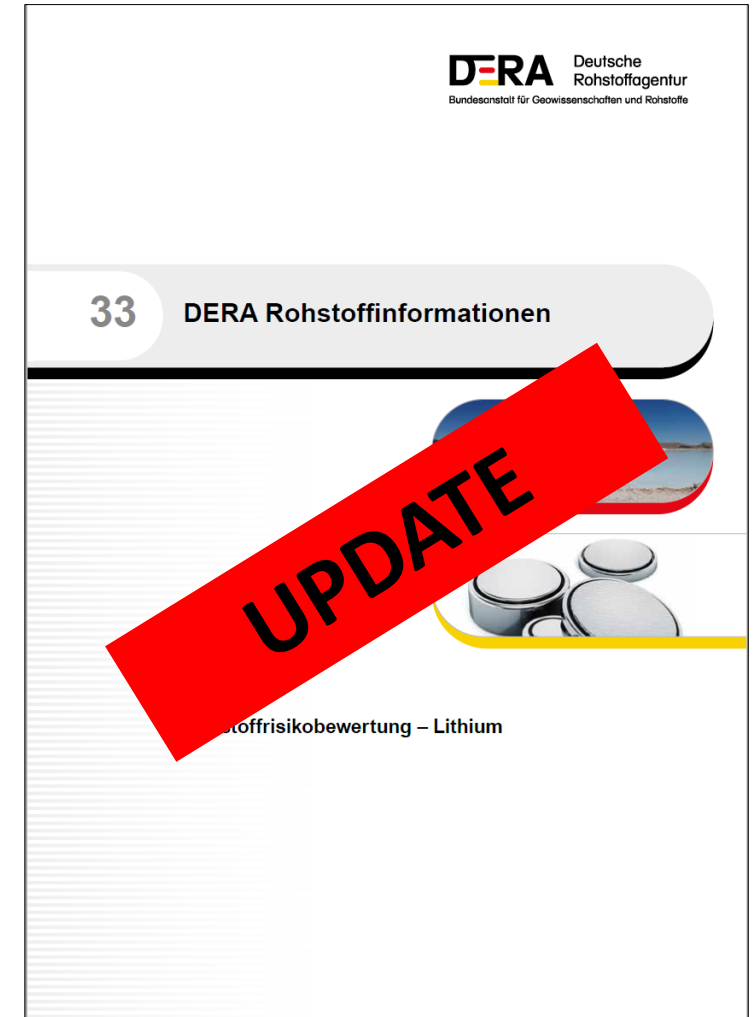 DERA
Deutsche
Rohstoffagentur
Bundesanstalt für Geowissenschaften und Rohstoffe
33
DERA Rohstoffinformationen
UPDATE
stoffrisikobewertung – Lithium